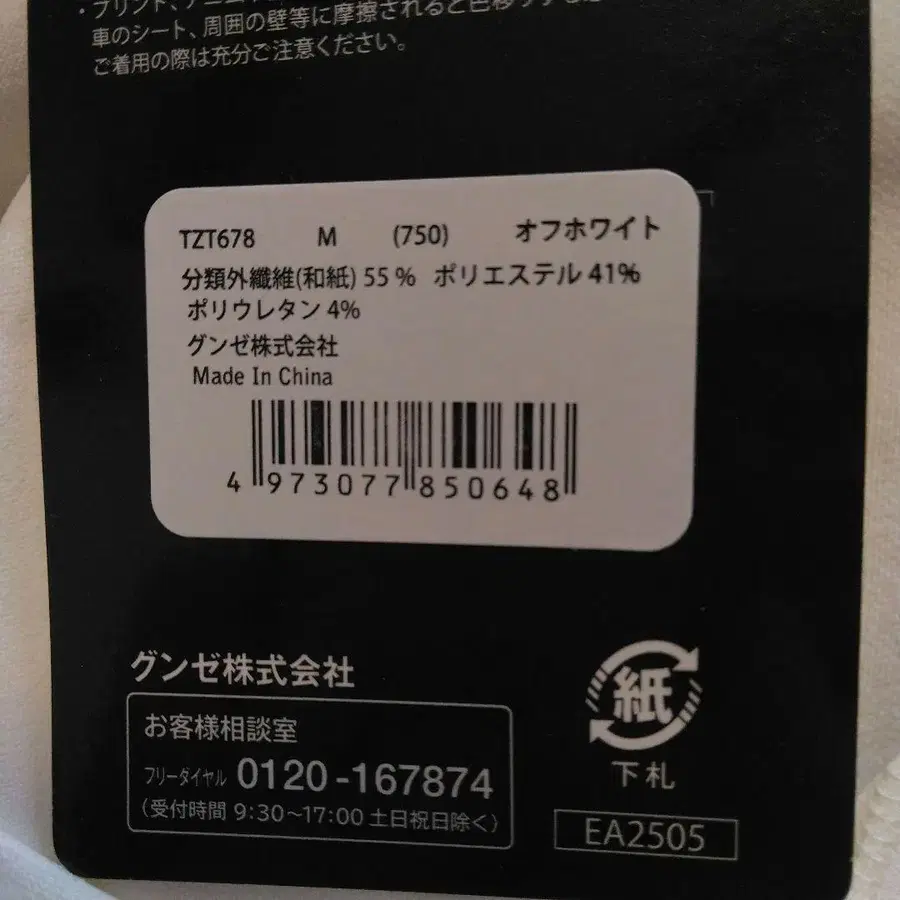 ・プリント、
車のシート、周囲の壁等に摩擦されると色移りする
ご着用の際は充分ご注意ください。
TZT678 M (750) オフホワイト
分類外繊維(和紙) 55 % ポリエステル 41%
ポリウレタン 4%
グンゼ株式会社
Made In China
4 973077 850648
グンゼ株式会社
お客様相談室
フリーダイヤル 0120-167874
(受付時間 9:30～17:00 土日祝日除く)
紙
下札
EA2505